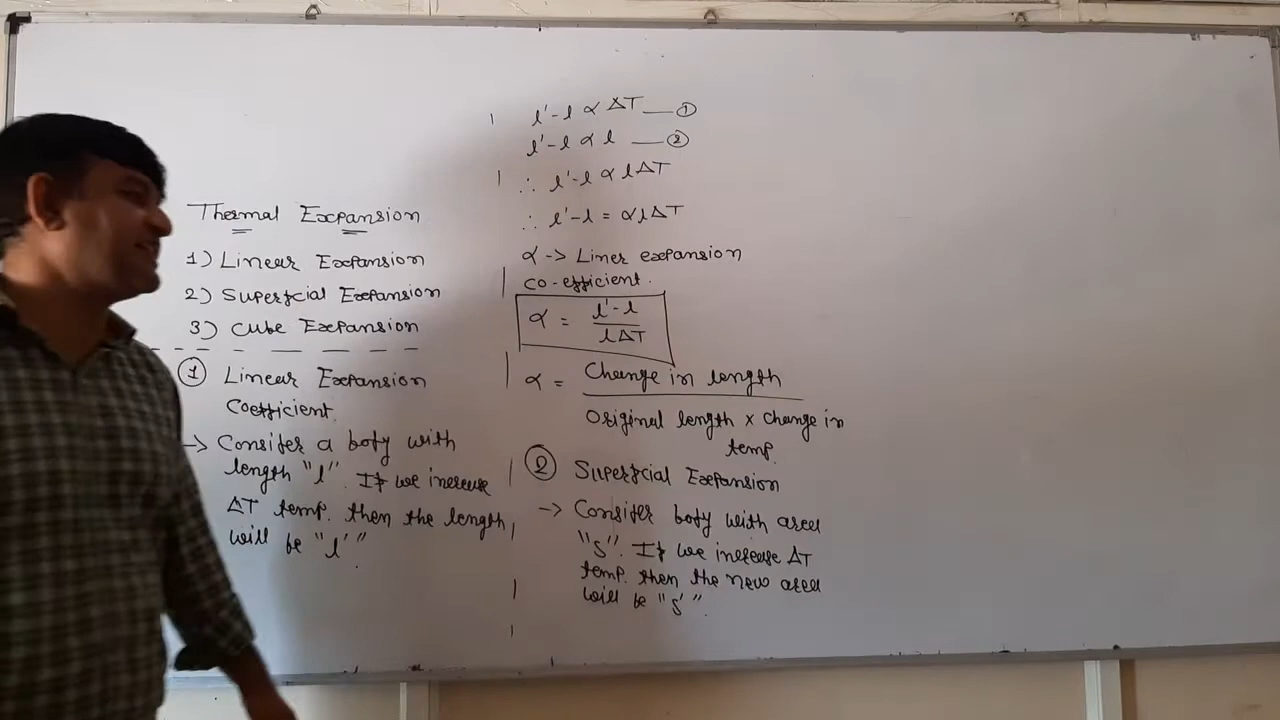 Thermal Expansion
1) Linear Expansion
2) Superficial Expansion
3) Cube Expansion
① Linear Expansion
Coefficient.
→ Consider a body with
length "l". If we increase
ΔT temp. then the length
will be "l'".
l'-l ∝ ΔT — ①
l'-l ∝ l — ②
∴ l'-l ∝ lΔT
∴ l'-l = αlΔT
α -> Liner expansion
co-efficient.
α = l'-l / lΔT
α = Change in length
Original length × Change in
temp.
② Superficial Expansion
→ Consider body with area
"s". If we increase ΔT
temp. then the new area
will be "s'".